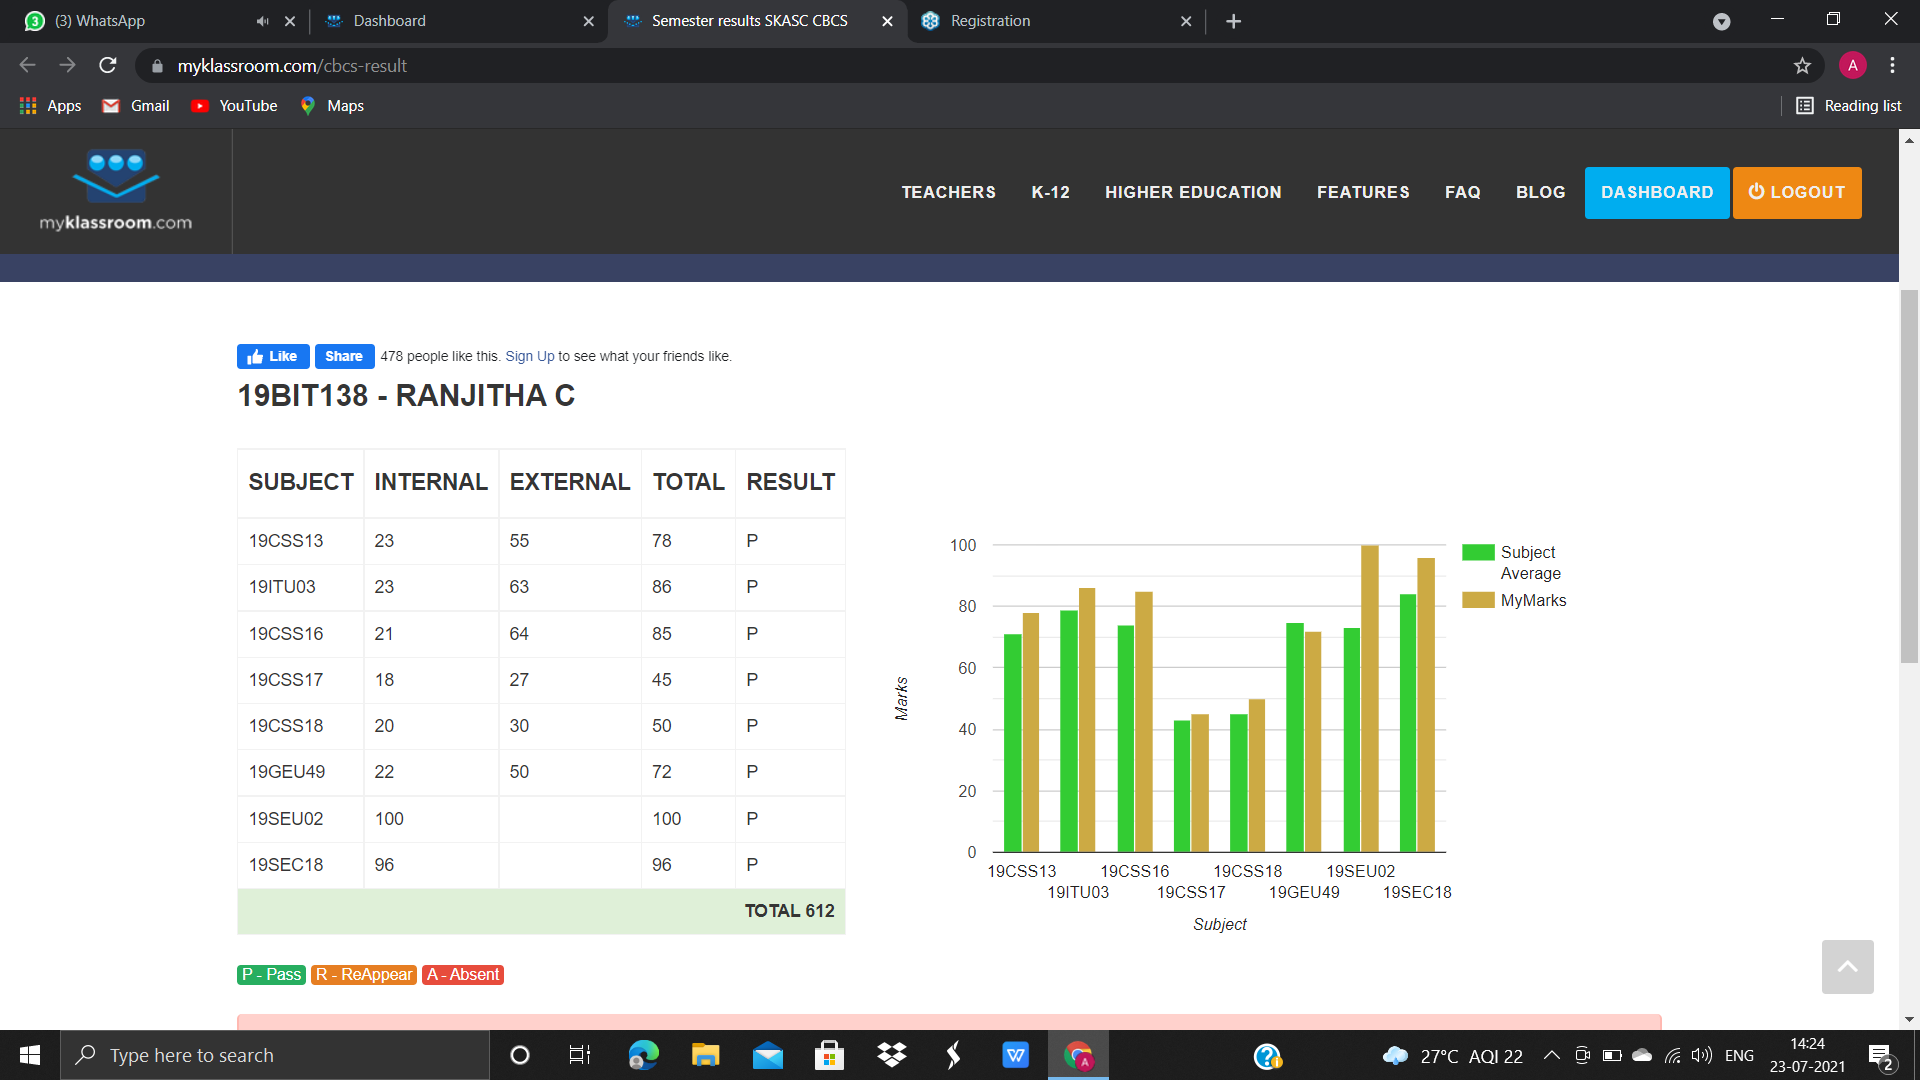 (3) WhatsApp
Dashboard
Semester results SKASC CBCS
Registration
myklassroom.com/cbcs-result
A
Apps
Gmail
YouTube
Maps
Reading list
myklassroom.com
TEACHERS
K-12
HIGHER EDUCATION
FEATURES
FAQ
BLOG
DASHBOARD
LOGOUT
Like
Share
478 people like this. Sign Up to see what your friends like.
19BIT138 - RANJITHA C
SUBJECT INTERNAL EXTERNAL TOTAL RESULT
19CSS13 23 55 78 P
19ITU03 23 63 86 P
19CSS16 21 64 85 P
19CSS17 18 27 45 P
19CSS18 20 30 50 P
19GEU49 22 50 72 P
19SEU02 100 100 P
19SEC18 96 96 P
TOTAL 612
100
80
60
40
20
0
Marks
19CSS13 19CSS16 19CSS18 19SEU02
19ITU03 19CSS17 19GEU49 19SEC18
Subject
Subject
Average
MyMarks
P - Pass R - ReAppear A - Absent
Type here to search
27°C AQI 22
ENG
14:24
23-07-2021
2